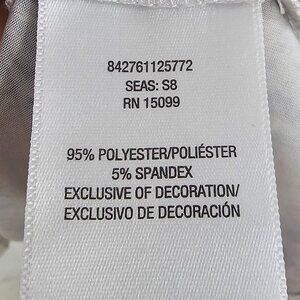 842761125772
SEAS: S8
RN 15099
95% POLYESTER/POLIÉSTER
5% SPANDEX
EXCLUSIVE OF DECORATION/
EXCLUSIVO DE DECORACIÓN